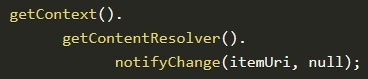 getContext().
getContentResolver().
notifyChange(itemUri, null);